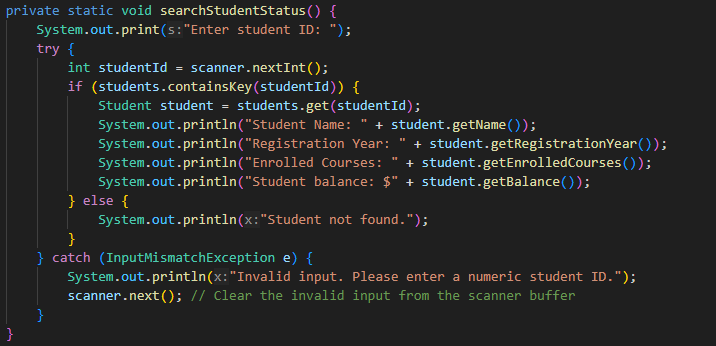 private static void searchStudentStatus() {
    System.out.print(s:"Enter student ID: ");
    try {
        int studentId = scanner.nextInt();
        if (students.containsKey(studentId)) {
            Student student = students.get(studentId);
            System.out.println("Student Name: " + student.getName());
            System.out.println("Registration Year: " + student.getRegistrationYear());
            System.out.println("Enrolled Courses: " + student.getEnrolledCourses());
            System.out.println("Student balance: $" + student.getBalance());
        } else {
            System.out.println(x:"Student not found.");
        }
    } catch (InputMismatchException e) {
        System.out.println(x:"Invalid input. Please enter a numeric student ID.");
        scanner.next(); // Clear the invalid input from the scanner buffer
    }
}